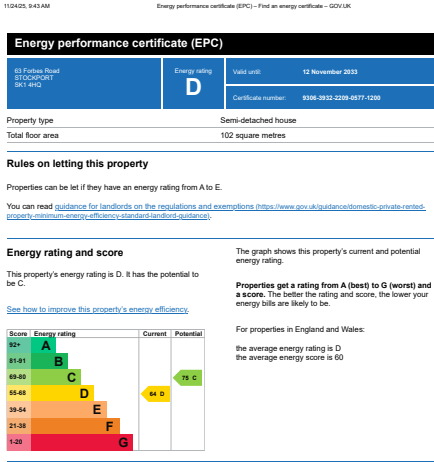 11/24/25, 9:43 AM
Energy performance certificate (EPC) – Find an energy certificate – GOV.UK
Energy performance certificate (EPC)
63 Forbes Road
STOCKPORT
SK1 4HQ
Energy rating
D
Valid until:
12 November 2033
Certificate number:
9306-3932-2209-0577-1200
Property type
Semi-detached house
Total floor area
102 square metres
Rules on letting this property
Properties can be let if they have an energy rating from A to E.
You can read guidance for landlords on the regulations and exemptions (https://www.gov.uk/guidance/domestic-private-rented-
property-minimum-energy-efficiency-standard-landlord-guidance).
Energy rating and score
This property's energy rating is D. It has the potential to
be C.
See how to improve this property's energy efficiency.
Score Energy rating Current Potential
92+ A
81-91 B
69-80 C 75 C
55-68 D 64 D
39-54 E
21-38 F
1-20 G
The graph shows this property's current and potential
energy rating.
Properties get a rating from A (best) to G (worst) and
a score. The better the rating and score, the lower your
energy bills are likely to be.
For properties in England and Wales:
the average energy rating is D
the average energy score is 60